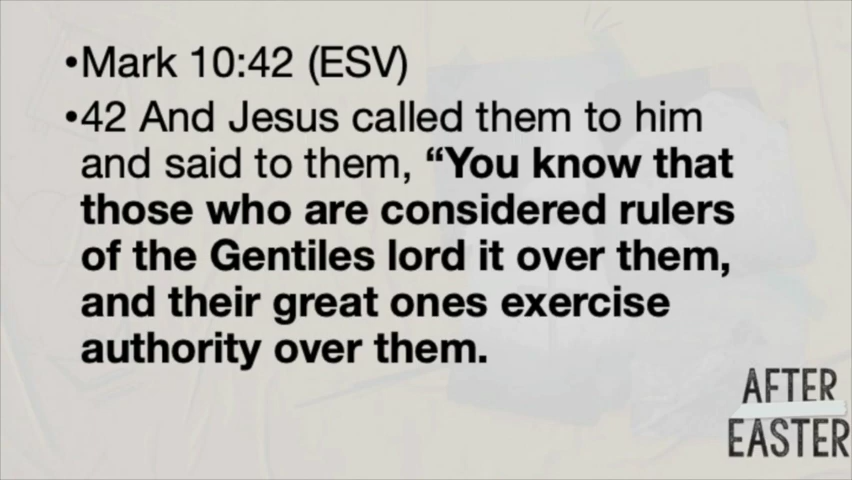 •Mark 10:42 (ESV)
•42 And Jesus called them to him
and said to them, “You know that
those who are considered rulers
of the Gentiles lord it over them,
and their great ones exercise
authority over them.
AFTER
EASTER